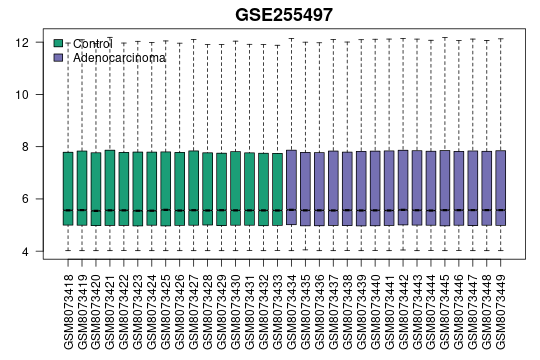 GSE255497
12
10
8
6
4
Control
Adenocarcinoma
GSM8073418
GSM8073419
GSM8073420
GSM8073421
GSM8073422
GSM8073423
GSM8073424
GSM8073425
GSM8073426
GSM8073427
GSM8073428
GSM8073429
GSM8073430
GSM8073431
GSM8073432
GSM8073433
GSM8073434
GSM8073435
GSM8073436
GSM8073437
GSM8073438
GSM8073439
GSM8073440
GSM8073441
GSM8073442
GSM8073443
GSM8073444
GSM8073445
GSM8073446
GSM8073447
GSM8073448
GSM8073449